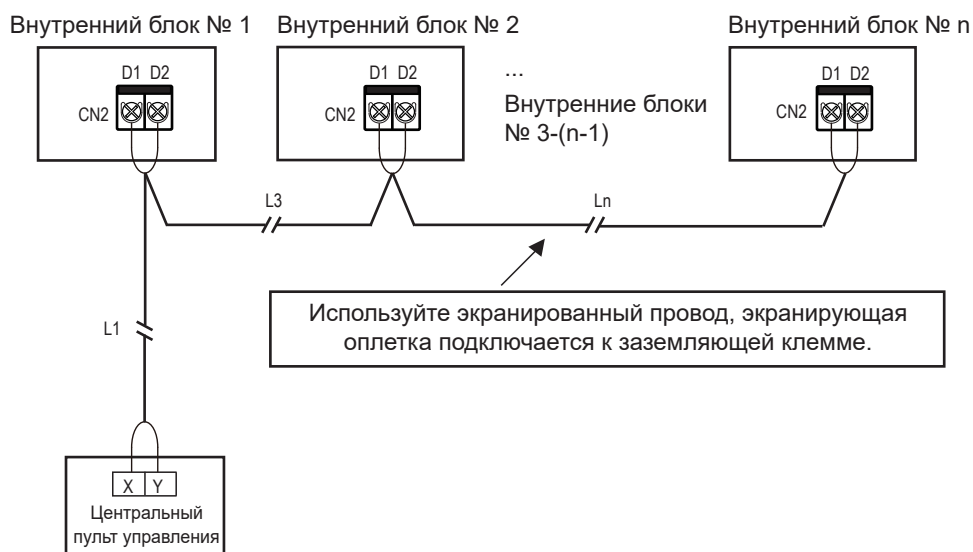 Внутренний блок № 1
Внутренний блок № 2
Внутренний блок № n
D1 D2
CN2
D1 D2
CN2
...
Внутренние блоки
№ 3-(n-1)
D1 D2
CN2
L3
Ln
L1
Используйте экранированный провод, экранирующая
оплетка подключается к заземляющей клемме.
X Y
Центральный
пульт управления